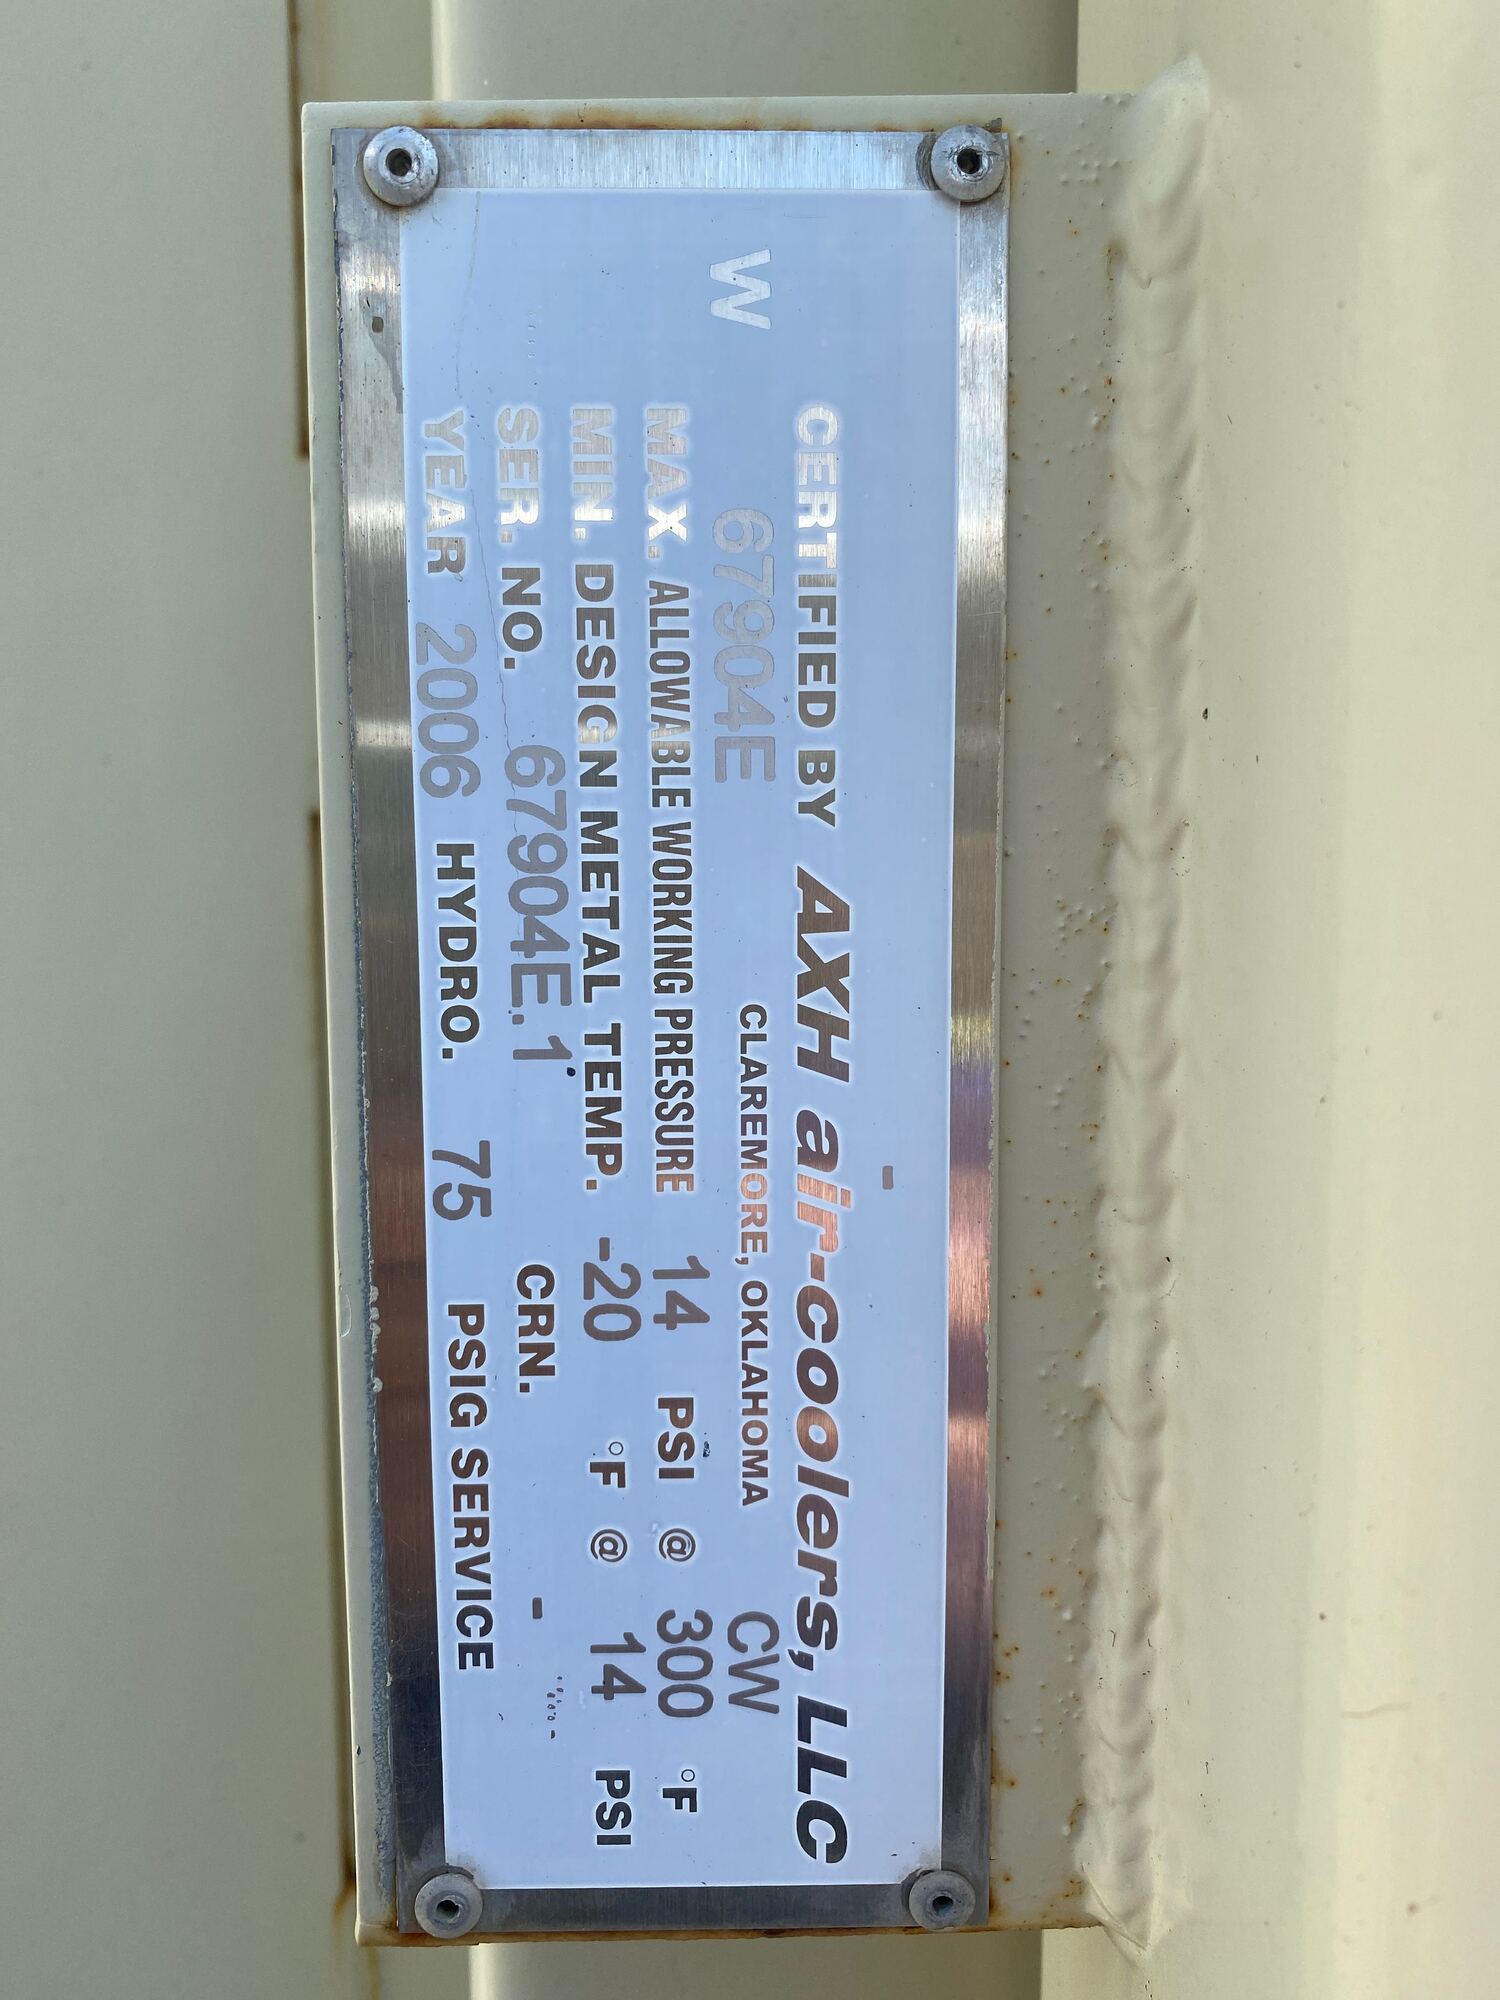 -
CERTIFIED BY AXH air-coolers, LLC
W 67904E CLAREMORE, OKLAHOMA CW
MAX. ALLOWABLE WORKING PRESSURE 14 PSI @ 300 °F
MIN. DESIGN METAL TEMP. -20 °F @ 14 PSI
SER. NO. 67904E.1 CRN. -
YEAR 2006 HYDRO. 75 PSIG SERVICE